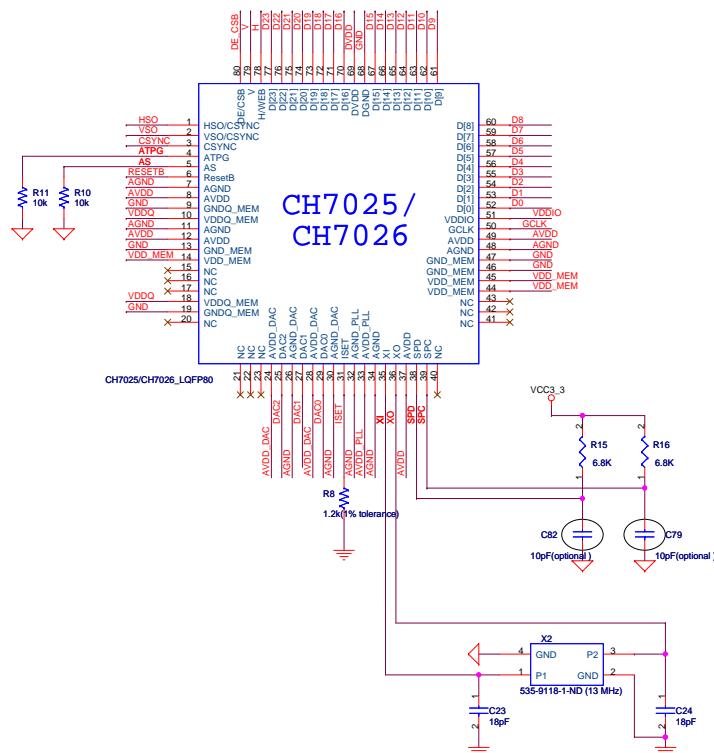 DE_CSB
V
H
D23
D22
D21
D20
D19
D18
D17
D16
DVDD
GND
D15
D14
D13
D12
D11
D10
D9
80
79
78
77
76
75
74
73
72
71
70
69
68
67
66
65
64
63
62
61
DE/CSB
V
H/WEB
D[23]
D[22]
D[21]
D[20]
D[19]
D[18]
D[17]
D[16]
DVDD
DGND
D[15]
D[14]
D[13]
D[12]
D[11]
D[10]
D[9]
HSO 1 HSO/CSYNC
VSO 2 VSO/CSYNC
CSYNC 3 CSYNC
ATPG 4 ATPG
AS 5 AS
RESETB 6 ResetB
AGND 7 AGND
AVDD 8 AVDD
GND 9 GNDQ_MEM
VDDQ 10 VDDQ_MEM
AGND 11 AGND
AVDD 12 AVDD
GND 13 GND_MEM
VDD_MEM 14 VDD_MEM
15 NC
16 NC
17 NC
VDDQ 18 VDDQ_MEM
GND 19 GNDQ_MEM
20 NC
R11
10k
R10
10k
CH7025/
CH7026
D[8] 60 D8
D[7] 59 D7
D[6] 58 D6
D[5] 57 D5
D[4] 56 D4
D[3] 55 D3
D[2] 54 D2
D[1] 53 D1
D[0] 52 D0
VDDIO 51 VDDIO
GCLK 50 GCLK
AVDD 49 AVDD
AGND 48 AGND
GND_MEM 47 GND
GND_MEM 46 GND
VDD_MEM 45 VDD_MEM
VDD_MEM 44 VDD_MEM
NC 43
NC 42
NC 41
NC
NC
NC
AVDD_DAC
DAC2
AGND_DAC
DAC1
AVDD_DAC
DAC0
AGND_DAC
ISET
AGND_PLL
AVDD_PLL
AGND
XI
XO
AVDD
SPD
SPC
NC
CH7025/CH7026_LQFP80
21
22
23
24
25
26
27
28
29
30
31
32
33
34
35
36
37
38
39
40
AVDD_DAC
DAC2
AGND
DAC1
AVDD_DAC
DAC0
AGND
ISET
AGND
AVDD_PLL
AGND
XI
XO
AVDD
SPD
SPC
R8
1.2k(1% tolerance)
VCC3_3
2
R15
6.8K
1
2
R16
6.8K
1
C82
10pF(optional )
C79
10pF(optional )
X2
4 GND P2 3
1 P1 GND 2
535-9118-1-ND (13 MHz)
1
C23
18pF
2
1
C24
18pF
2